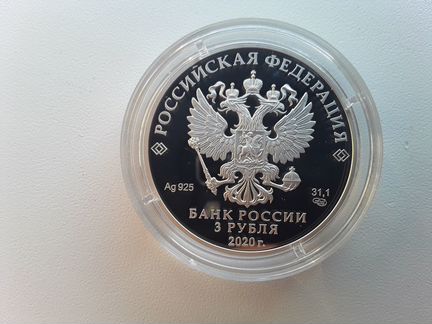 РОССИЙСКАЯ ФЕДЕРАЦИЯ
Ag 925
31,1
БАНК РОССИИ
3 РУБЛЯ
2020 г.